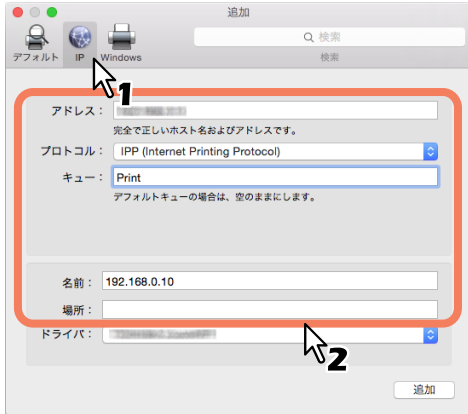 追加
検索
デフォルト IP Windows 検索
1
アドレス：
完全で正しいホスト名およびアドレスです。
プロトコル： IPP (Internet Printing Protocol)
キュー： Print
デフォルトキューの場合は、空のままにします。
名前： 192.168.0.10
場所：
ドライバ：
2
追加